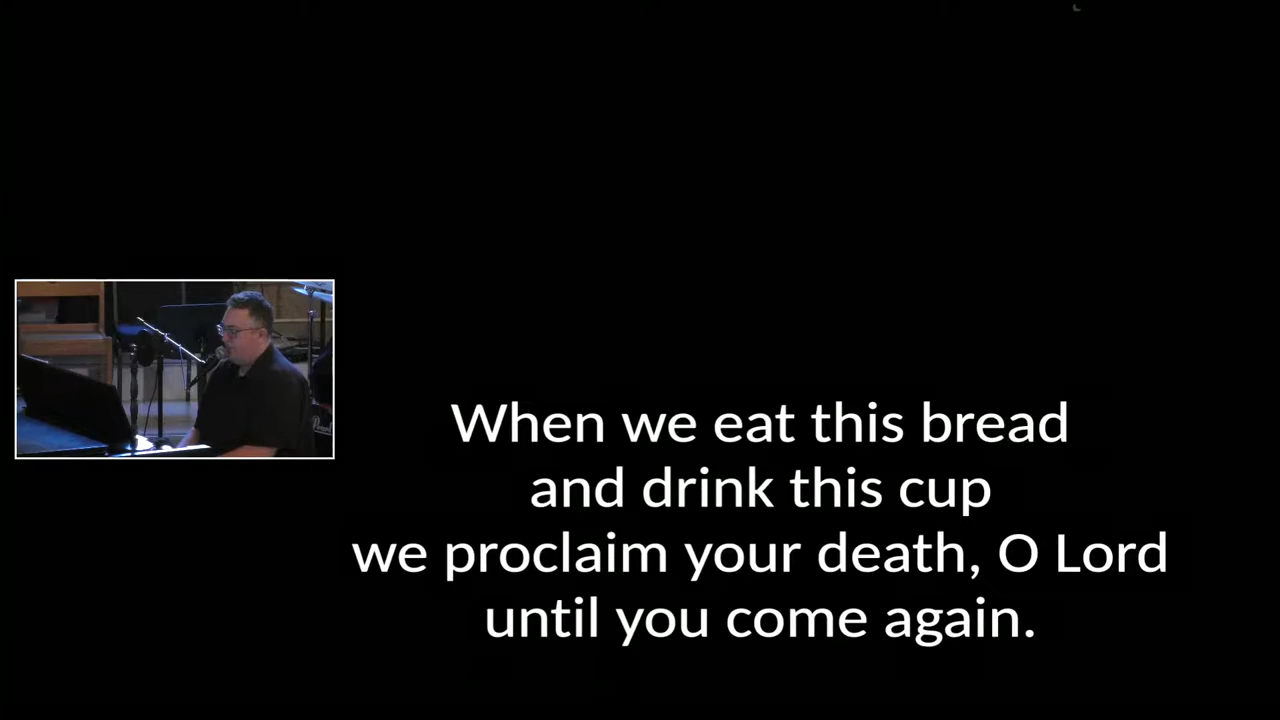 When we eat this bread
and drink this cup
we proclaim your death, O Lord
until you come again.